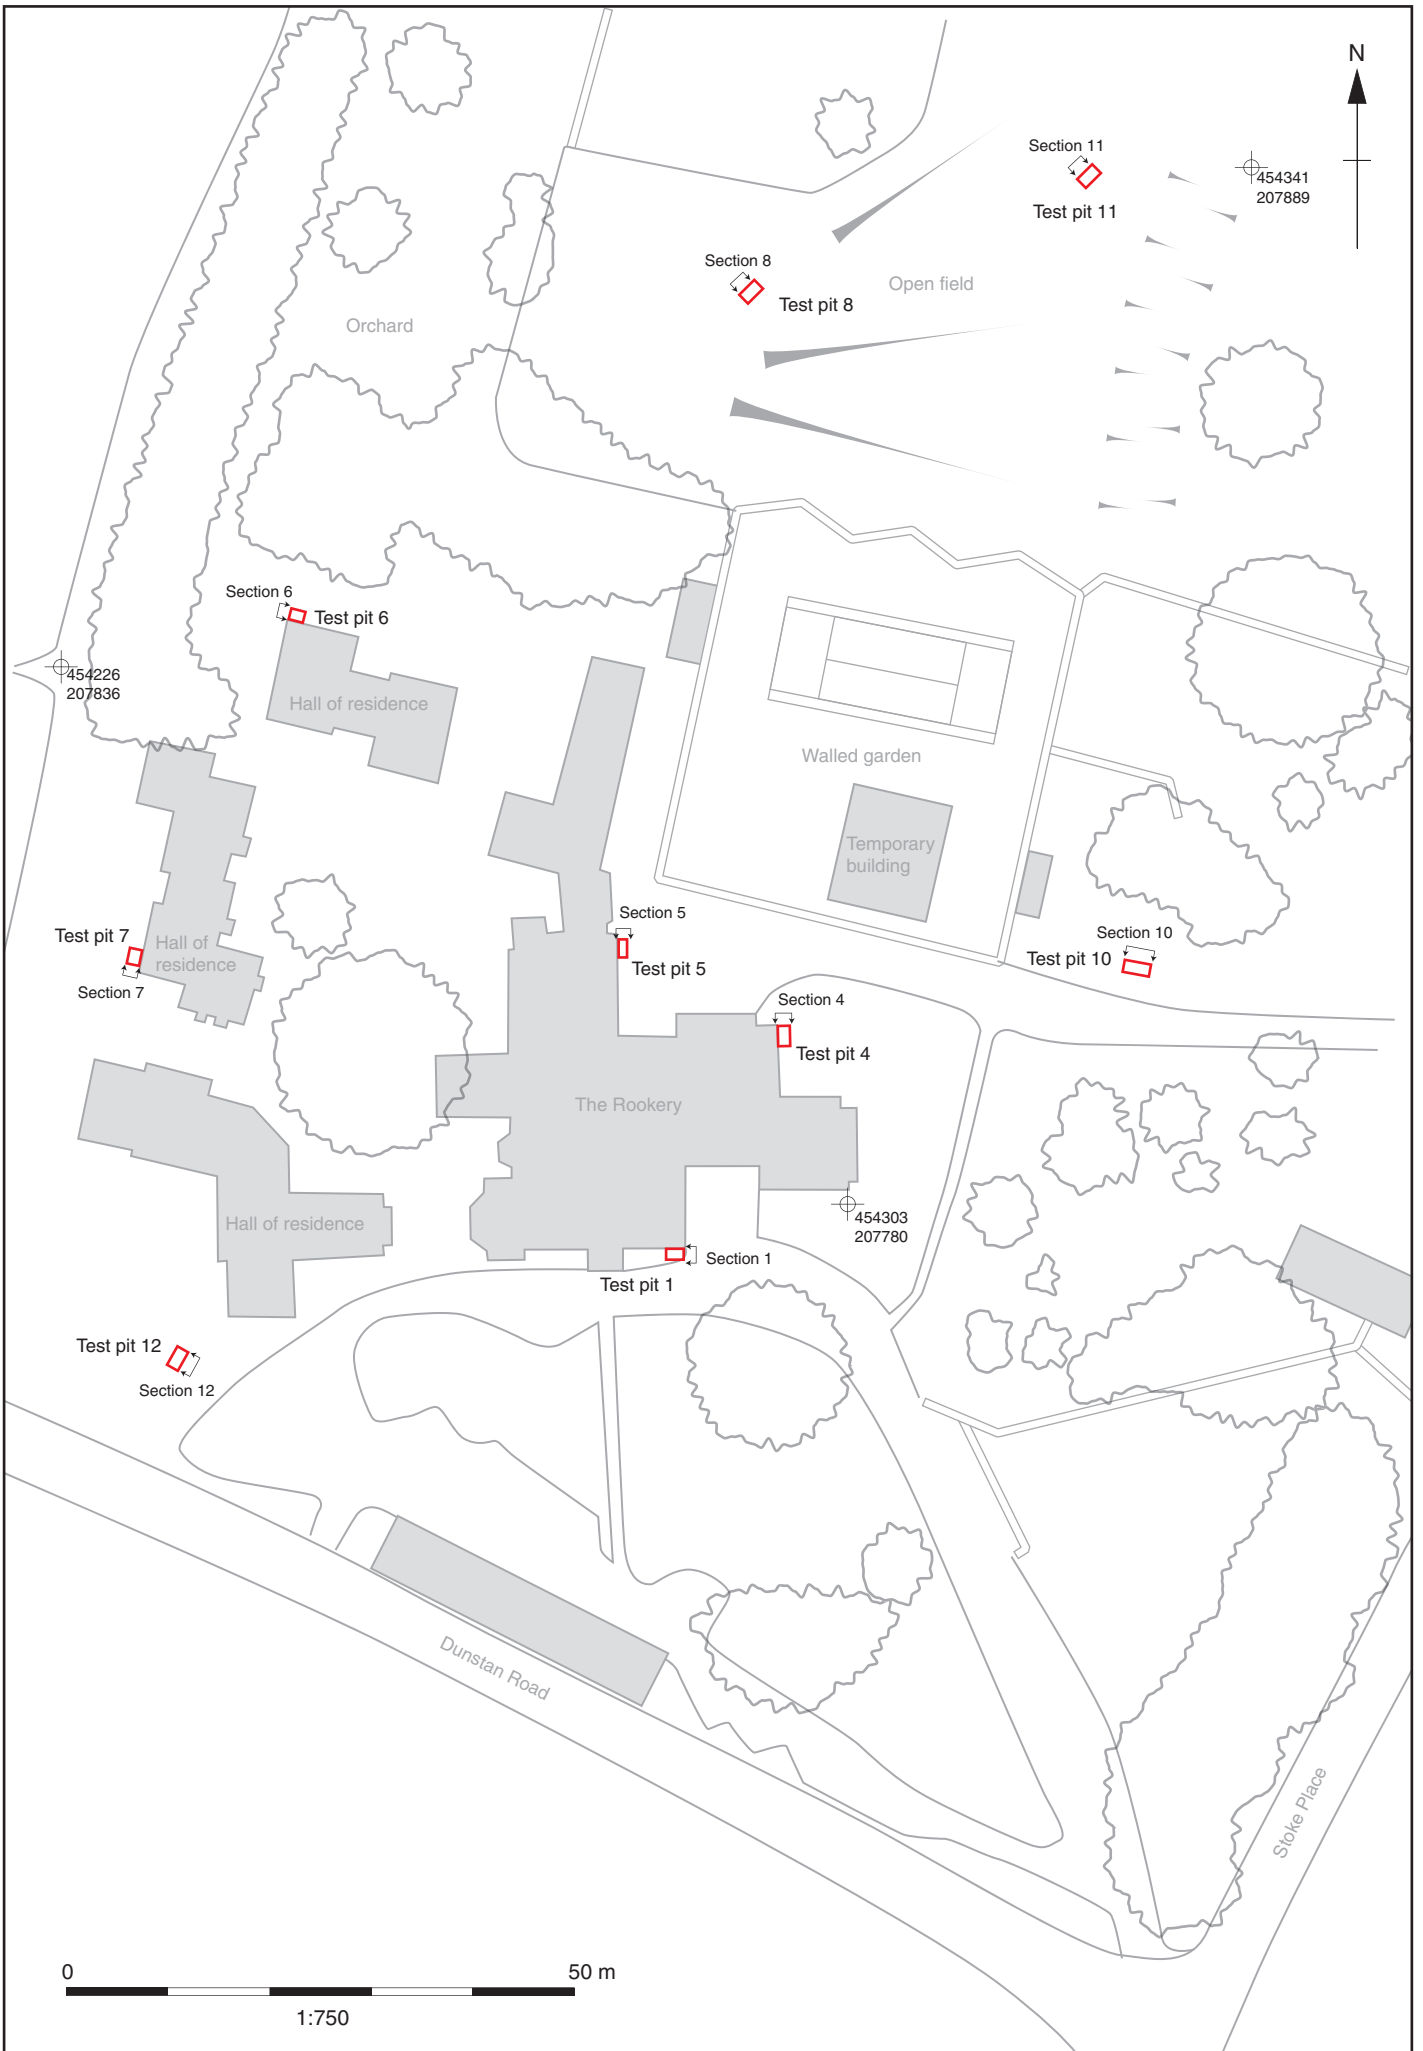 N
Section 11
454341
207889
Test pit 11
Section 8
Open field
Test pit 8
Orchard
Section 6
Test pit 6
454226
207836
Hall of residence
Walled garden
Temporary
building
Section 5
Test pit 5
Section 10
Test pit 10
Test pit 7
Hall of
residence
Section 7
Section 4
Test pit 4
The Rookery
Hall of residence
454303
207780
Section 1
Test pit 1
Test pit 12
Section 12
Dunstan Road
Stoke Place
0 50 m
1:750